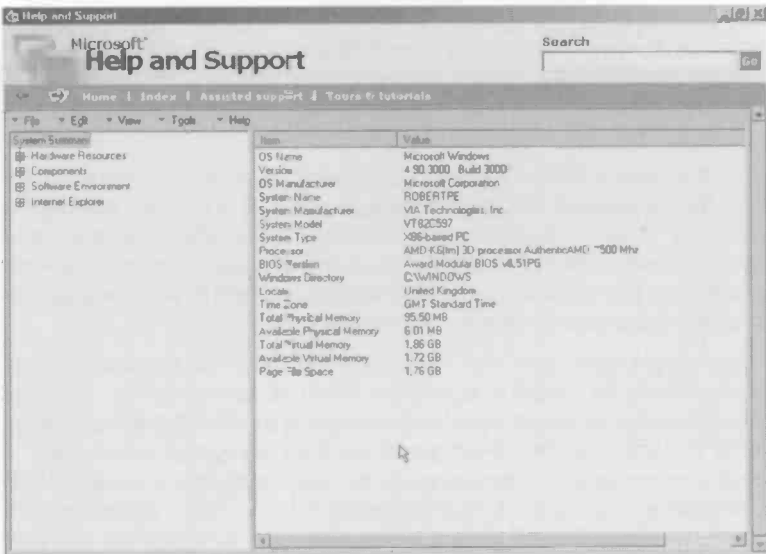 Help and Support
Microsoft
Help and Support
Search
Go
Home | Index | Assisted support | Tours & tutorials
File Edit View Tools Help
System Summary
Hardware Resources
Components
Software Environment
Internet Explorer
Item Value
OS Name Microsoft Windows
Version 4.90.3000 Build 3000
OS Manufacturer Microsoft Corporation
System Name ROBERTPE
System Manufacturer VIA Technologies, Inc.
System Model VT82C597
System Type X86-based PC
Processor AMD-K6(tm) 3D processor AuthenticAMD ~500 Mhz
BIOS Version Award Modular BIOS v4.51PG
Windows Directory C:\WINDOWS
Locale United Kingdom
Time Zone GMT Standard Time
Total Physical Memory 95.50 MB
Available Physical Memory 6.01 MB
Total Virtual Memory 1.86 GB
Available Virtual Memory 1.72 GB
Page File Space 1.76 GB